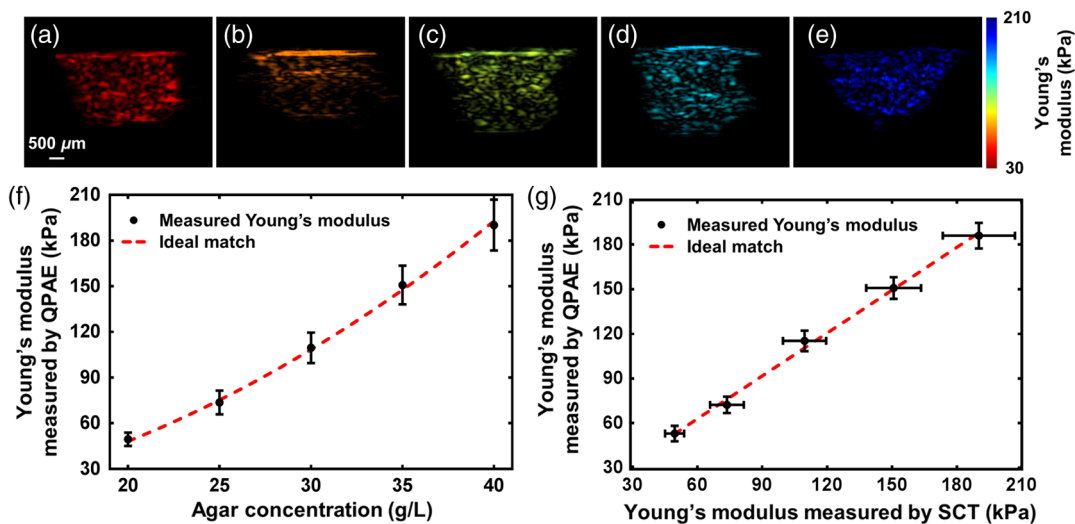 (a)
(b)
(c)
(d)
(e)
500 µm
210
30
Young's
modulus (kPa)
(f)
Young's modulus
measured by QPAE (kPa)
210
180
150
120
90
60
30
Measured Young's modulus
Ideal match
20
25
30
35
40
Agar concentration (g/L)
(g)
Young's modulus
measured by QPAE (kPa)
210
180
150
120
90
60
30
Measured Young's modulus
Ideal match
30
60
90
120
150
180
210
Young's modulus measured by SCT (kPa)